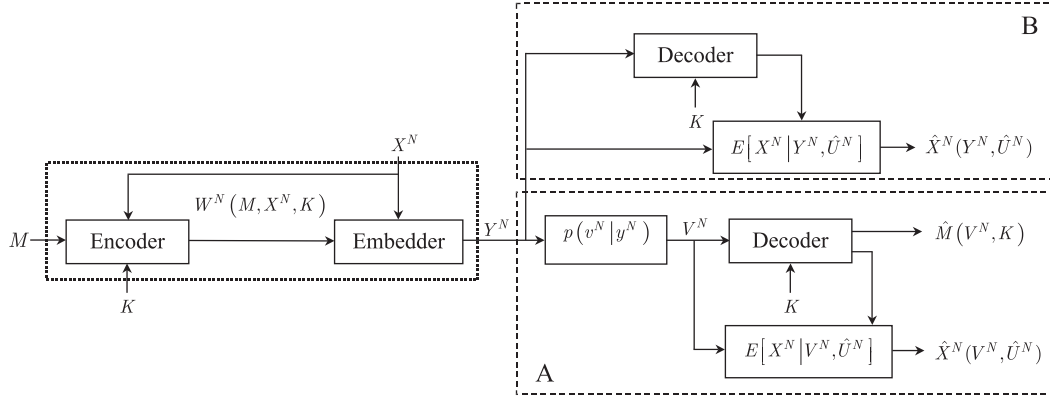 B
Decoder
K
E[X^N|Y^N,Û^N]
X̂^N(Y^N,Û^N)
X^N
W^N(M,X^N,K)
M
Encoder
Embedder
Y^N
K
p(v^N|y^N)
V^N
Decoder
M̂(V^N,K)
K
E[X^N|V^N,Û^N]
X̂^N(V^N,Û^N)
A